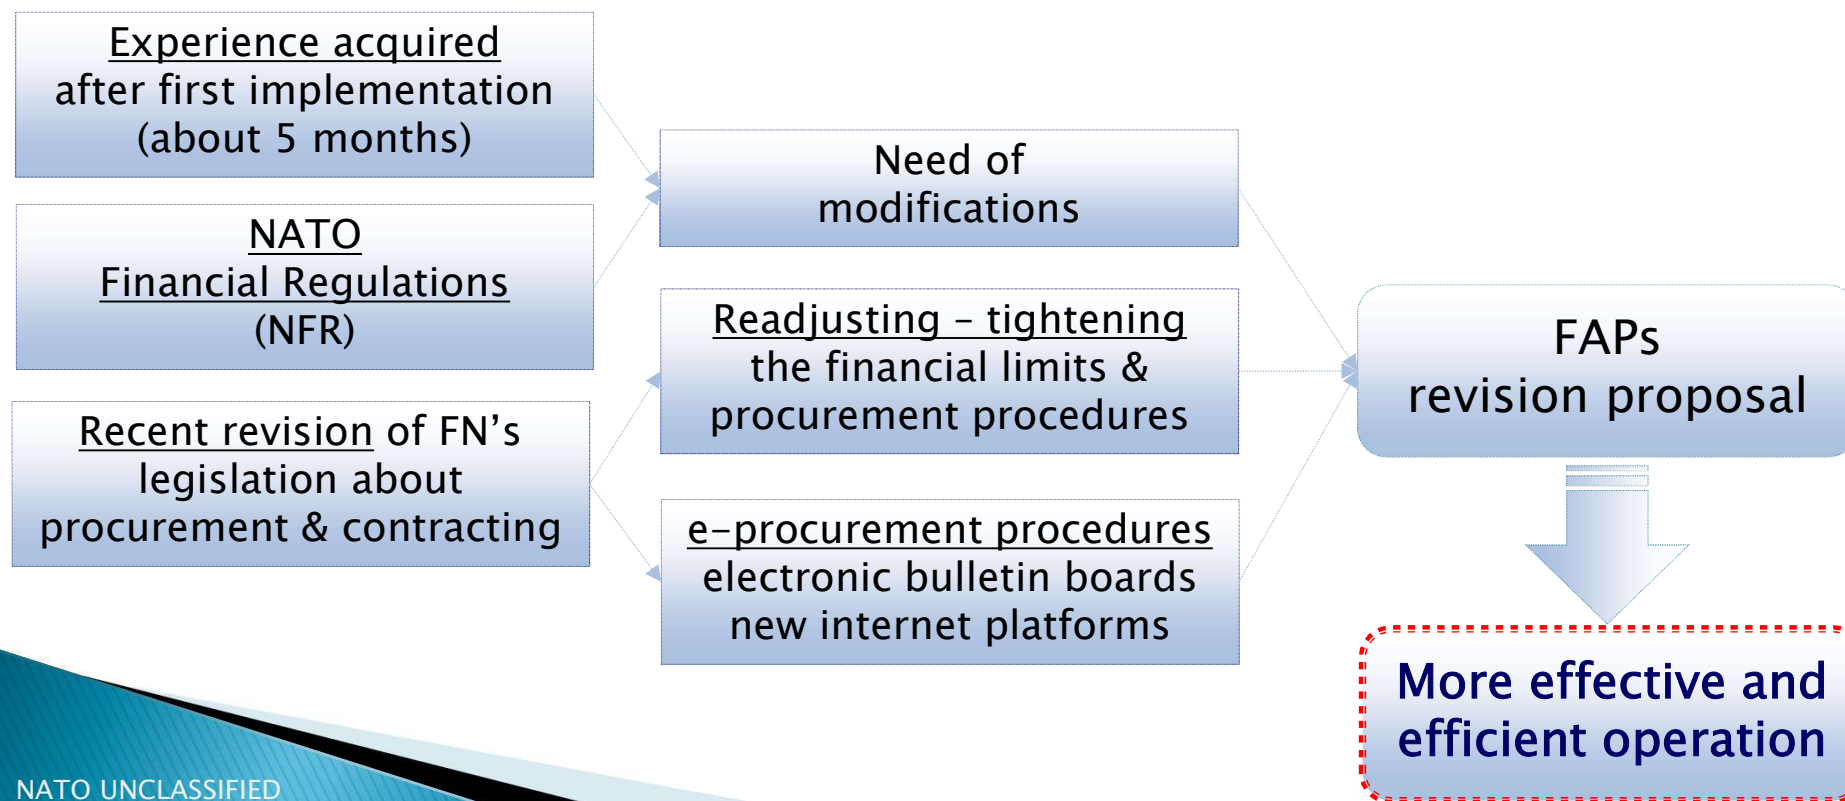 Experience acquired
after first implementation
(about 5 months)
NATO
Financial Regulations
(NFR)
Recent revision of FN’s
legislation about
procurement & contracting
Need of
modifications
Readjusting – tightening
the financial limits &
procurement procedures
e-procurement procedures
electronic bulletin boards
new internet platforms
FAPs
revision proposal
More effective and
efficient operation
NATO UNCLASSIFIED